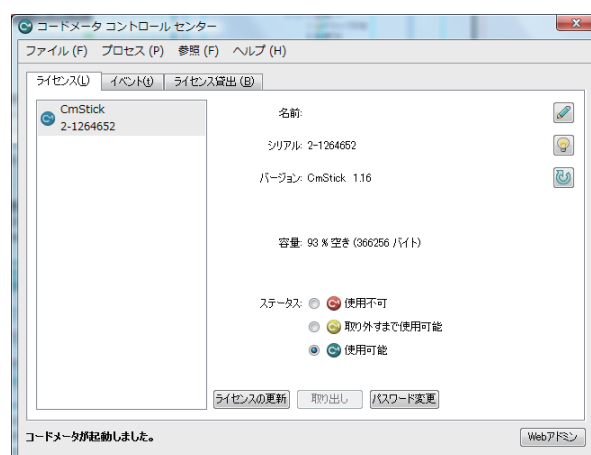 コードメータ コントロール センター
ファイル (F) プロセス (P) 参照 (F) ヘルプ (H)
ライセンス(L) イベント(t) ライセンス貸出 (B)
CmStick
2-1264652
名前:
シリアル: 2-1264652
バージョン: CmStick 1.16
容量: 93 % 空き (366256 バイト)
ステータス: 使用不可
取り外すまで使用可能
使用可能
ライセンスの更新 取り出し パスワード変更
コードメータが起動しました。 Webアドミン